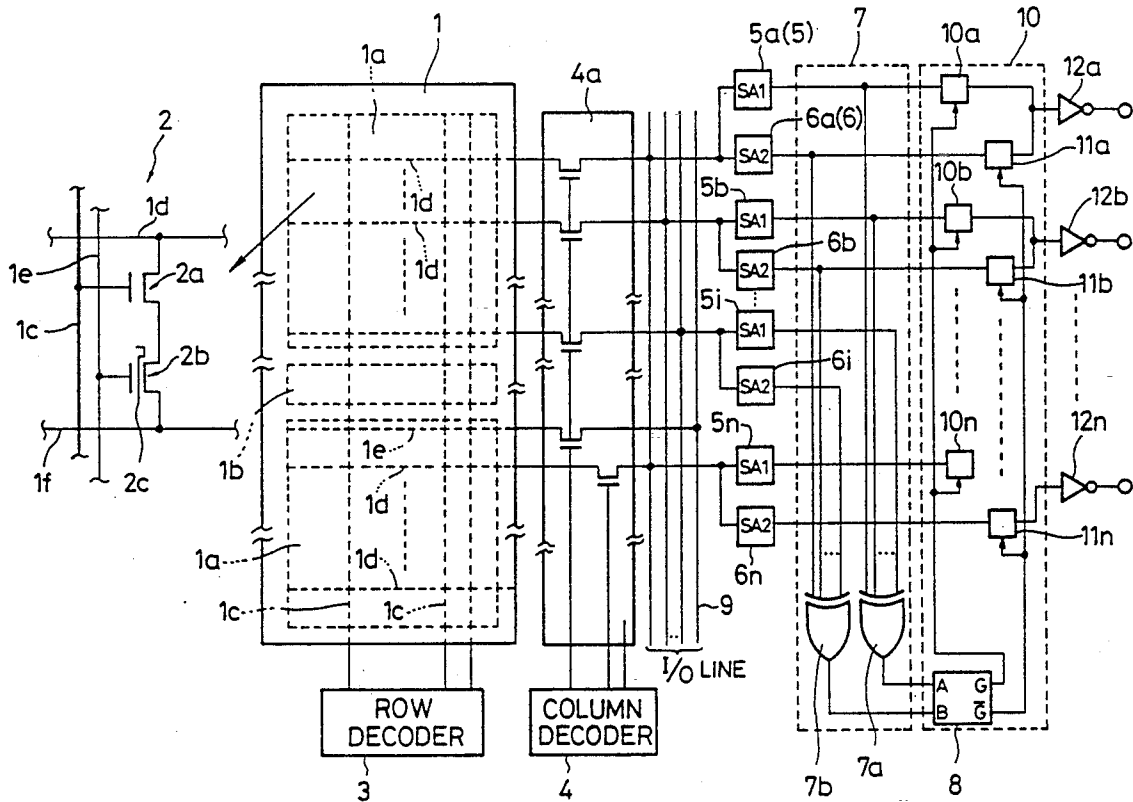 1
1a
4a
5a(5)
7
10a
10
12a
SA1
2
6a(6)
SA2
11a
1d
1d
5b
10b
12b
1e
2a
1d
SA1
6b
1c
SA2
11b
5i
2b
SA1
6i
SA2
5n
10n
12n
1f
2c
1b
1e
SA1
1d
SA2
11n
1a
1d
6n
1c
1c
9
I/O LINE
ROW
DECODER
COLUMN
DECODER
A G
B G̅
3
4
7b
7a
8